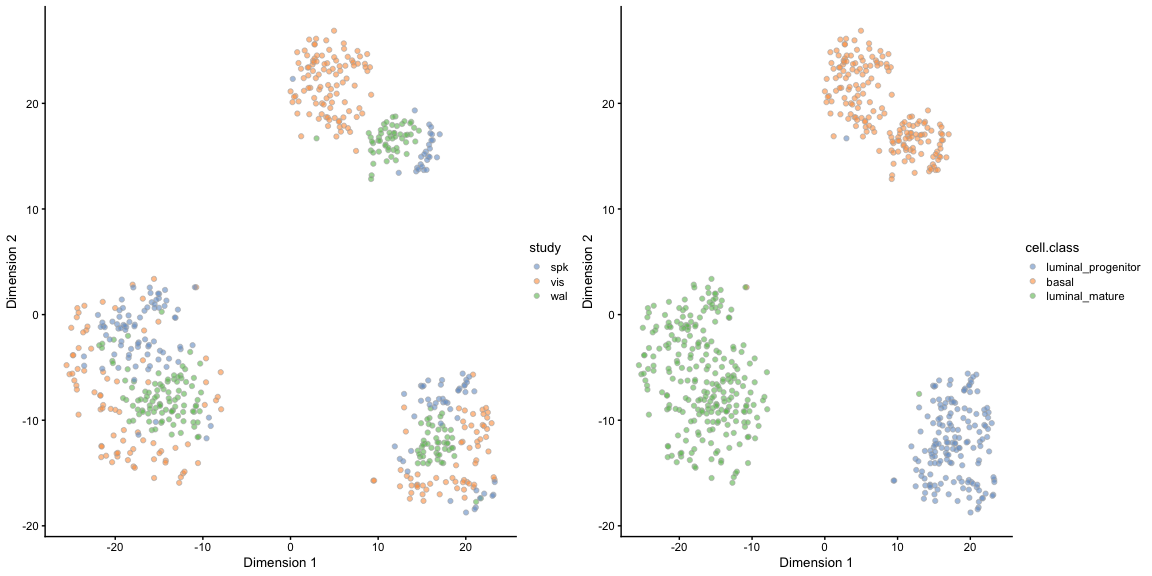 20
10
0
-10
-20
Dimension 2
-20 -10 0 10 20
Dimension 1
study
spk
vis
wal
20
10
0
-10
-20
Dimension 2
-20 -10 0 10 20
Dimension 1
cell.class
luminal_progenitor
basal
luminal_mature